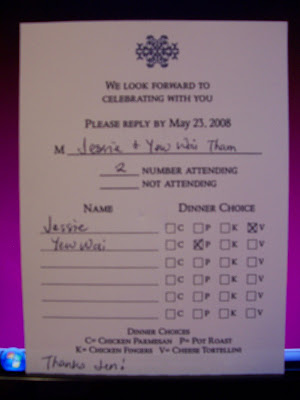 We look forward to
celebrating with you
Please reply by May 23, 2008
M Jessie + Yew Wai Tham
2 number attending
not attending
Name Dinner Choice
Jessie ☐C ☐P ☐K ☒V
Yew Wai ☐C ☒P ☐K ☐V
☐C ☐P ☐K ☐V
☐C ☐P ☐K ☐V
☐C ☐P ☐K ☐V
☐C ☐P ☐K ☐V
☐C ☐P ☐K ☐V
Dinner Choices
C= Chicken Parmesan P= Pot Roast
K= Chicken Fingers V= Cheese Tortellini
Thanks Jen!